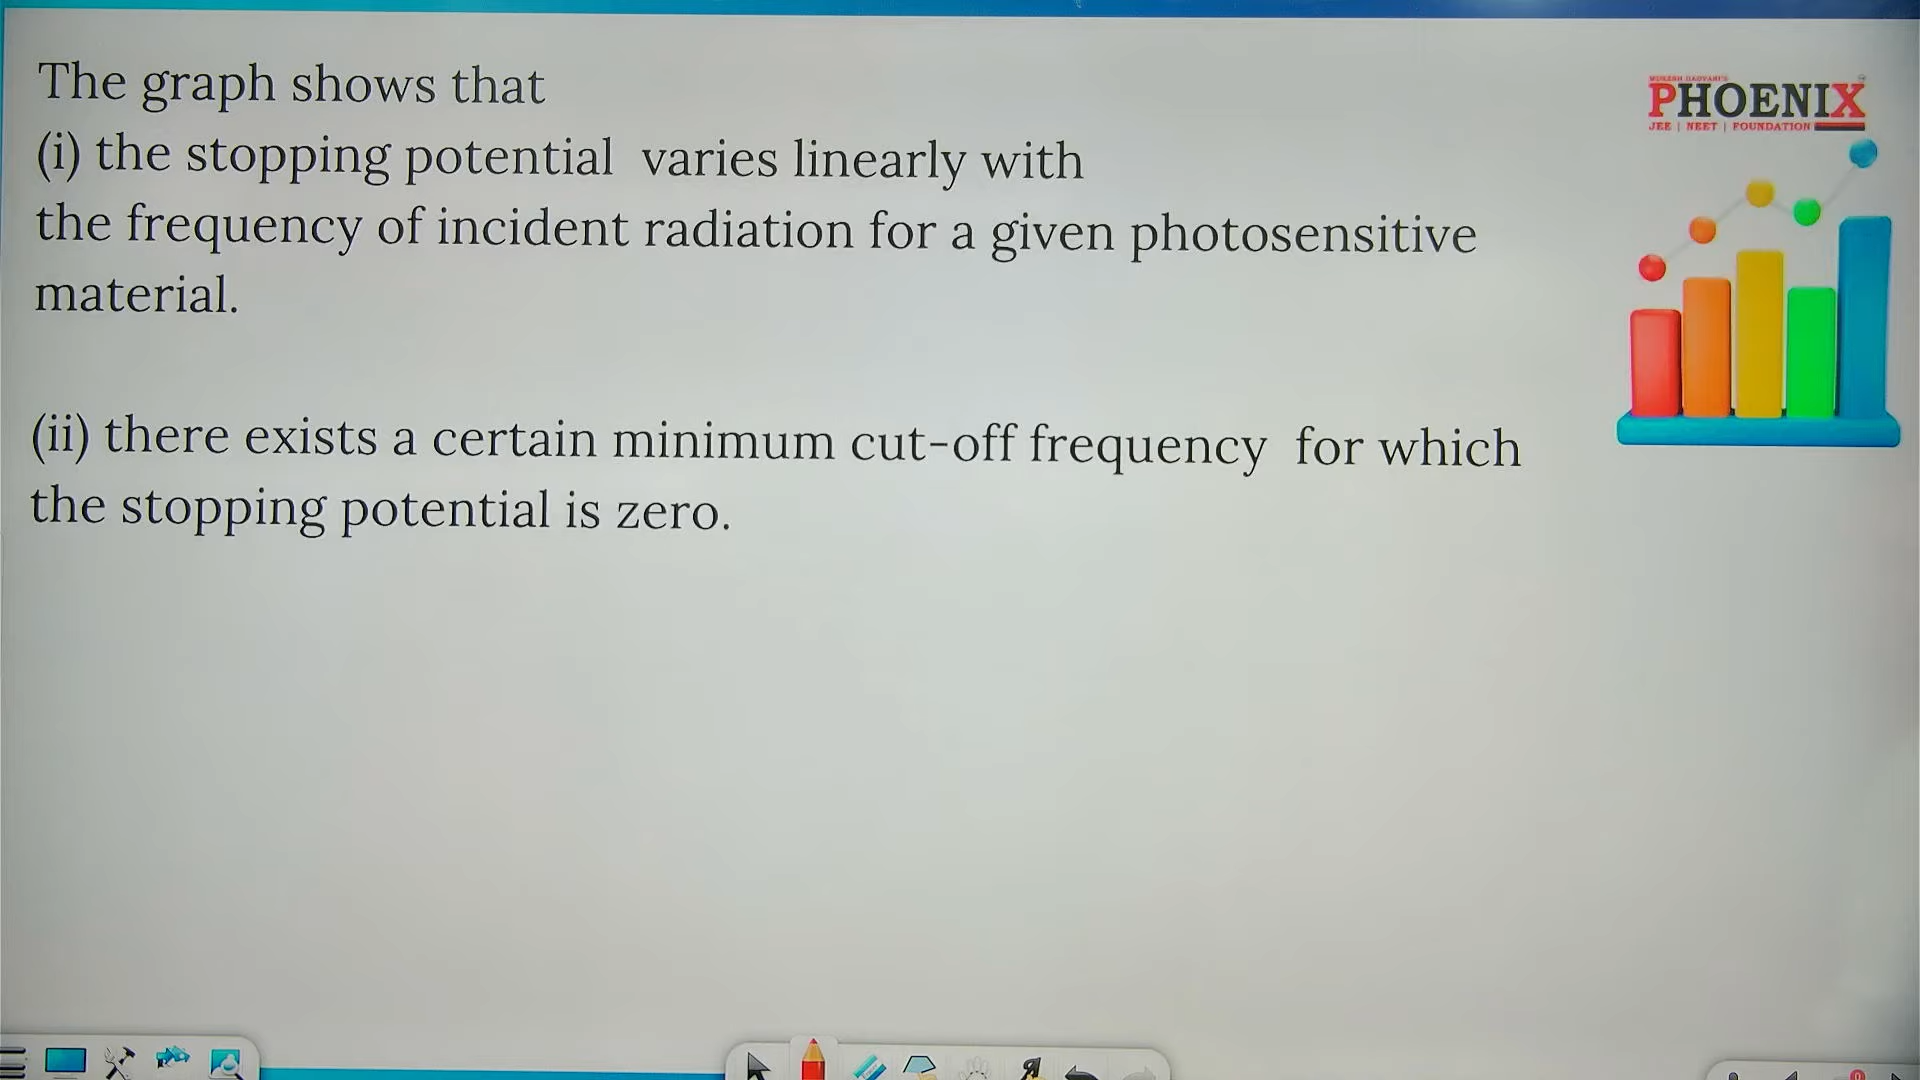 The graph shows that
(i) the stopping potential varies linearly with
the frequency of incident radiation for a given photosensitive
material.
(ii) there exists a certain minimum cut-off frequency for which
the stopping potential is zero.
PHOENIX
JEE | NEET | FOUNDATION